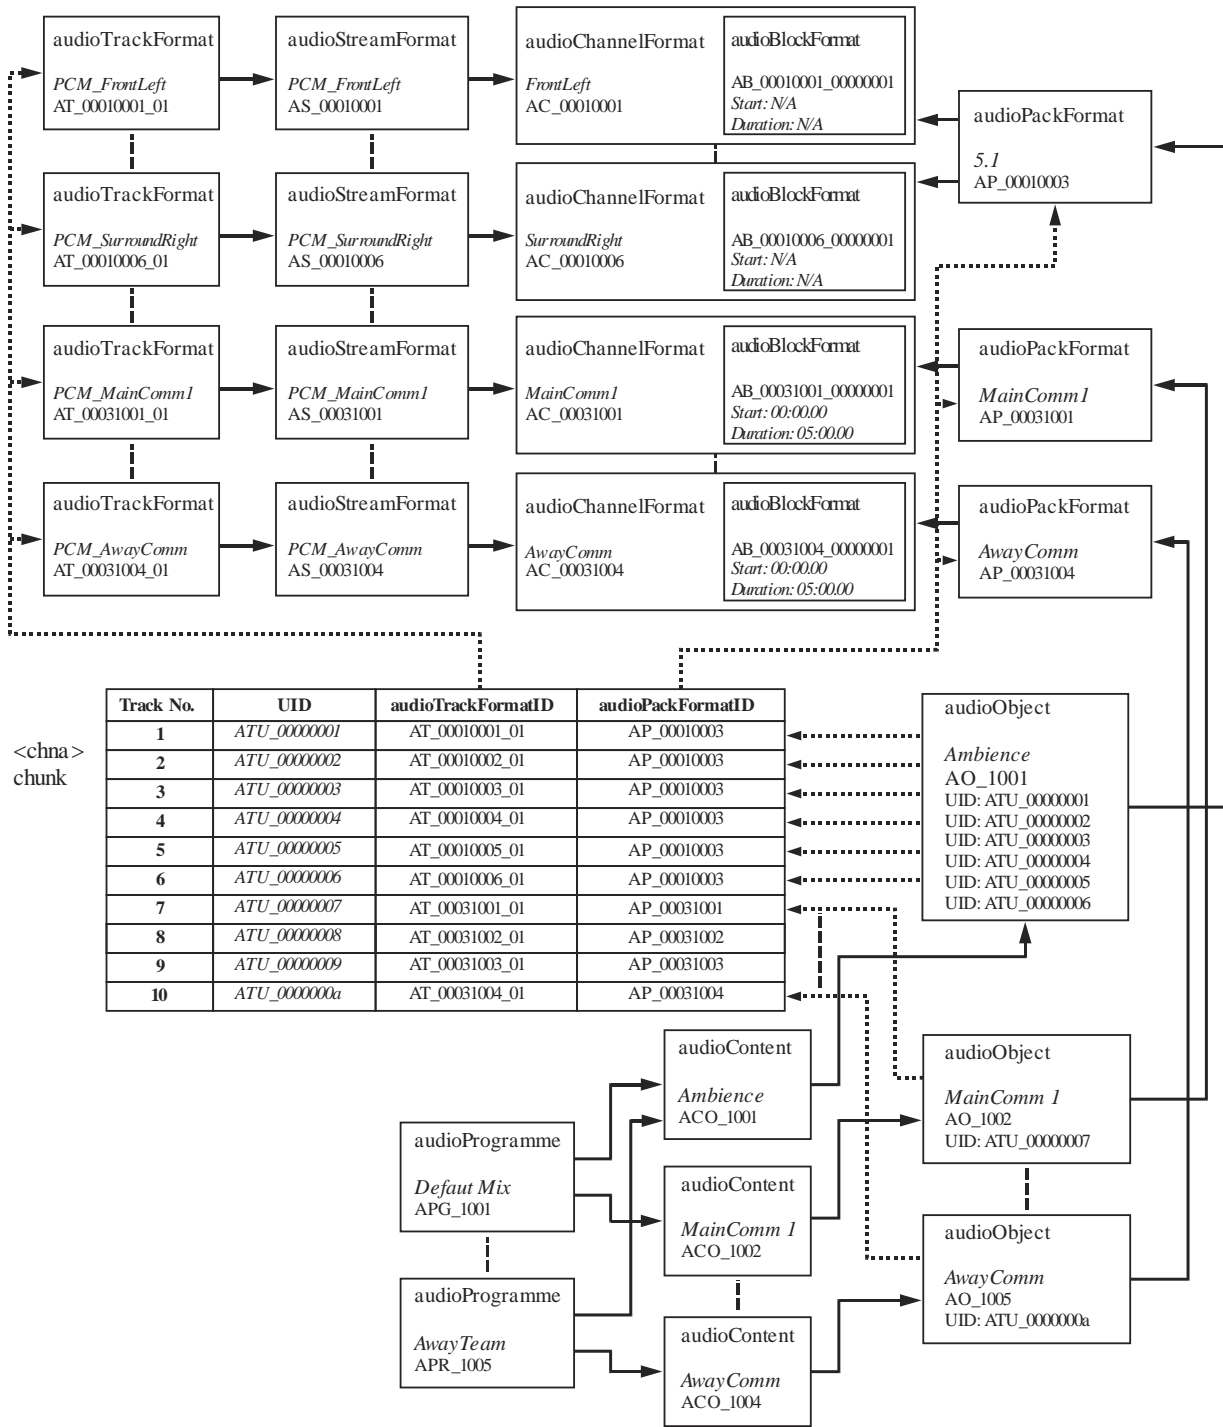 audioTrackFormat
PCM_FrontLeft
AT_00010001_01
audioStreamFormat
PCM_FrontLeft
AS_00010001
audioChannelFormat
FrontLeft
AC_00010001
audioBlockFormat
AB_00010001_00000001
Start: N/A
Duration: N/A
audioPackFormat
5.1
AP_00010003
audioTrackFormat
PCM_SurroundRight
AT_00010006_01
audioStreamFormat
PCM_SurroundRight
AS_00010006
audioChannelFormat
SurroundRight
AC_00010006
audioBlockFormat
AB_00010006_00000001
Start: N/A
Duration: N/A
audioTrackFormat
PCM_MainComm1
AT_00031001_01
audioStreamFormat
PCM_MainComm1
AS_00031001
audioChannelFormat
MainComm1
AC_00031001
audioBlockFormat
AB_00031001_00000001
Start: 00:00.00
Duration: 05:00.00
audioPackFormat
MainComm1
AP_00031001
audioTrackFormat
PCM_AwayComm
AT_00031004_01
audioStreamFormat
PCM_AwayComm
AS_00031004
audioChannelFormat
AwayComm
AC_00031004
audioBlockFormat
AB_00031004_00000001
Start: 00:00.00
Duration: 05:00.00
audioPackFormat
AwayComm
AP_00031004
<chna>
chunk
Track No. UID audioTrackFormatID audioPackFormatID
1 ATU_00000001 AT_00010001_01 AP_00010003
2 ATU_00000002 AT_00010002_01 AP_00010003
3 ATU_00000003 AT_00010003_01 AP_00010003
4 ATU_00000004 AT_00010004_01 AP_00010003
5 ATU_00000005 AT_00010005_01 AP_00010003
6 ATU_00000006 AT_00010006_01 AP_00010003
7 ATU_00000007 AT_00031001_01 AP_00031001
8 ATU_00000008 AT_00031002_01 AP_00031002
9 ATU_00000009 AT_00031003_01 AP_00031003
10 ATU_0000000a AT_00031004_01 AP_00031004
audioObject
Ambience
AO_1001
UID: ATU_00000001
UID: ATU_00000002
UID: ATU_00000003
UID: ATU_00000004
UID: ATU_00000005
UID: ATU_00000006
audioContent
Ambience
ACO_1001
audioObject
MainComm 1
AO_1002
UID: ATU_00000007
audioProgramme
Defaut Mix
APG_1001
audioContent
MainComm 1
ACO_1002
audioObject
AwayComm
AO_1005
UID: ATU_0000000a
audioProgramme
AwayTeam
APR_1005
audioContent
AwayComm
ACO_1004